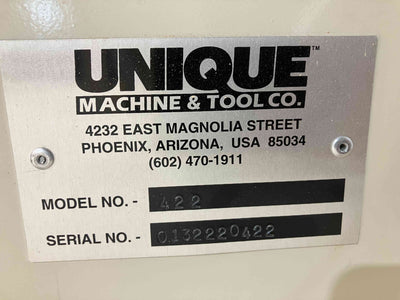 UNIQUE™
MACHINE & TOOL CO.
4232 EAST MAGNOLIA STREET
PHOENIX, ARIZONA, USA 85034
(602) 470-1911
MODEL NO. - 422
SERIAL NO. - 0132220422